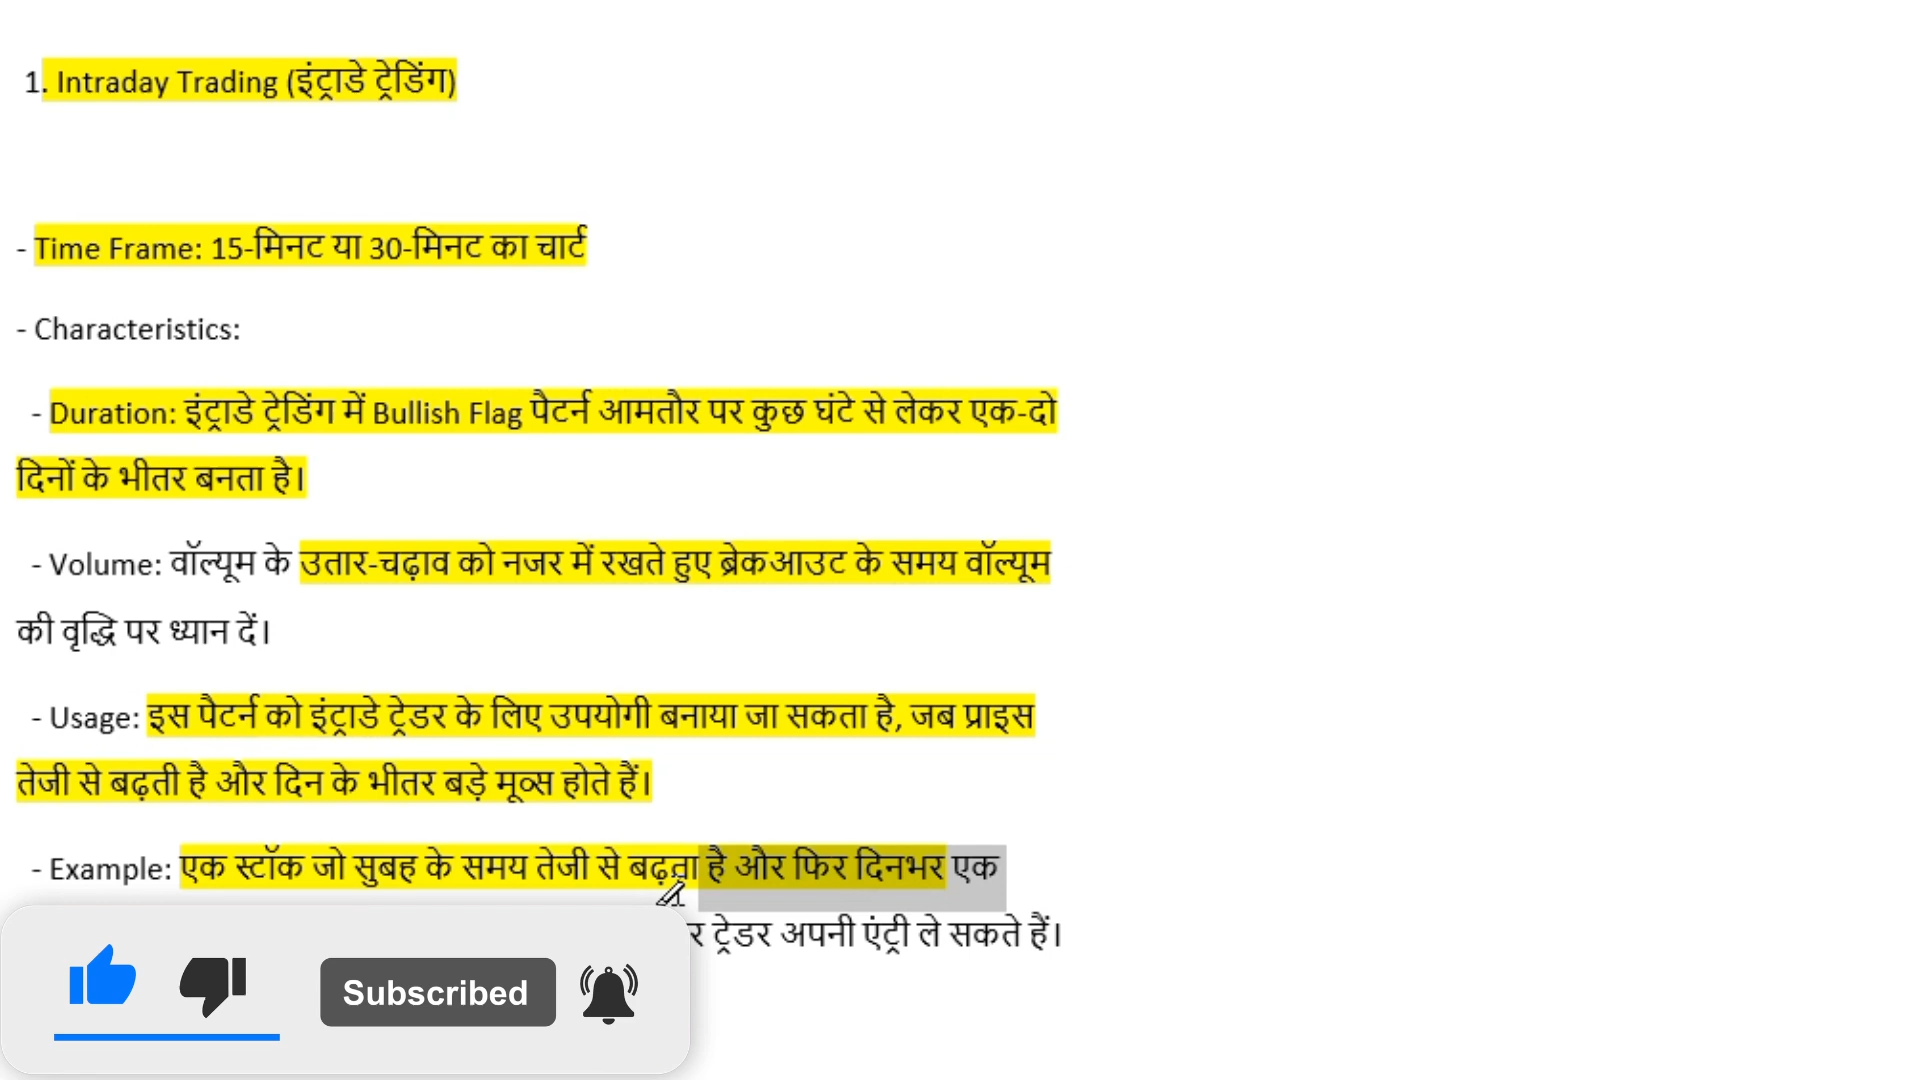 1. Intraday Trading (इंट्राडे ट्रेडिंग)
- Time Frame: 15-मिनट या 30-मिनट का चार्ट
- Characteristics:
- Duration: इंट्राडे ट्रेडिंग में Bullish Flag पैटर्न आमतौर पर कुछ घंटे से लेकर एक-दो
दिनों के भीतर बनता है।
- Volume: वॉल्यूम के उतार-चढ़ाव को नजर में रखते हुए ब्रेकआउट के समय वॉल्यूम
की वृद्धि पर ध्यान दें।
- Usage: इस पैटर्न को इंट्राडे ट्रेडर के लिए उपयोगी बनाया जा सकता है, जब प्राइस
तेजी से बढ़ती है और दिन के भीतर बड़े मूव्स होते हैं।
- Example: एक स्टॉक जो सुबह के समय तेजी से बढ़ता है और फिर दिनभर एक
ट्रेडर अपनी एंट्री ले सकते हैं।
Subscribed